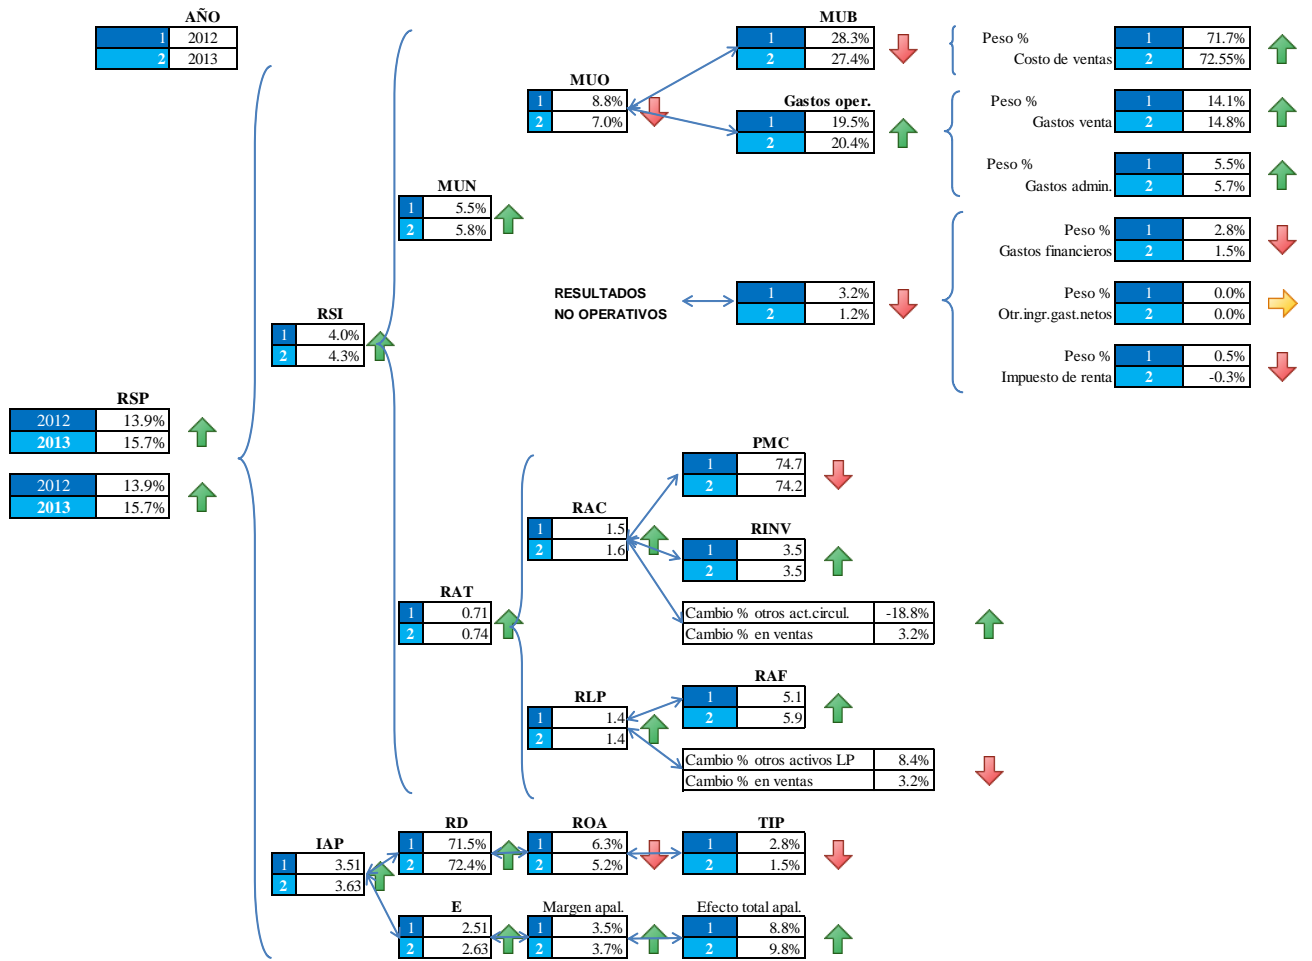 AÑO
1 2012
2 2013
MUB
1 28.3%
2 27.4%
Peso %
Costo de ventas
1 71.7%
2 72.55%
MUO
1 8.8%
2 7.0%
Gastos oper.
1 19.5%
2 20.4%
Peso %
Gastos venta
1 14.1%
2 14.8%
Peso %
Gastos admin.
1 5.5%
2 5.7%
MUN
1 5.5%
2 5.8%
Peso %
Gastos financieros
1 2.8%
2 1.5%
RESULTADOS
NO OPERATIVOS
1 3.2%
2 1.2%
Peso %
Otr.ingr.gast.netos
1 0.0%
2 0.0%
RSI
1 4.0%
2 4.3%
Peso %
Impuesto de renta
1 0.5%
2 -0.3%
RSP
2012 13.9%
2013 15.7%
2012 13.9%
2013 15.7%
PMC
1 74.7
2 74.2
RAC
1 1.5
2 1.6
RINV
1 3.5
2 3.5
RAT
1 0.71
2 0.74
Cambio % otros act.circul. -18.8%
Cambio % en ventas 3.2%
RLP
1 1.4
2 1.4
RAF
1 5.1
2 5.9
Cambio % otros activos LP 8.4%
Cambio % en ventas 3.2%
IAP
1 3.51
2 3.63
RD
1 71.5%
2 72.4%
ROA
1 6.3%
2 5.2%
TIP
1 2.8%
2 1.5%
E
1 2.51
2 2.63
Margen apal.
1 3.5%
2 3.7%
Efecto total apal.
1 8.8%
2 9.8%